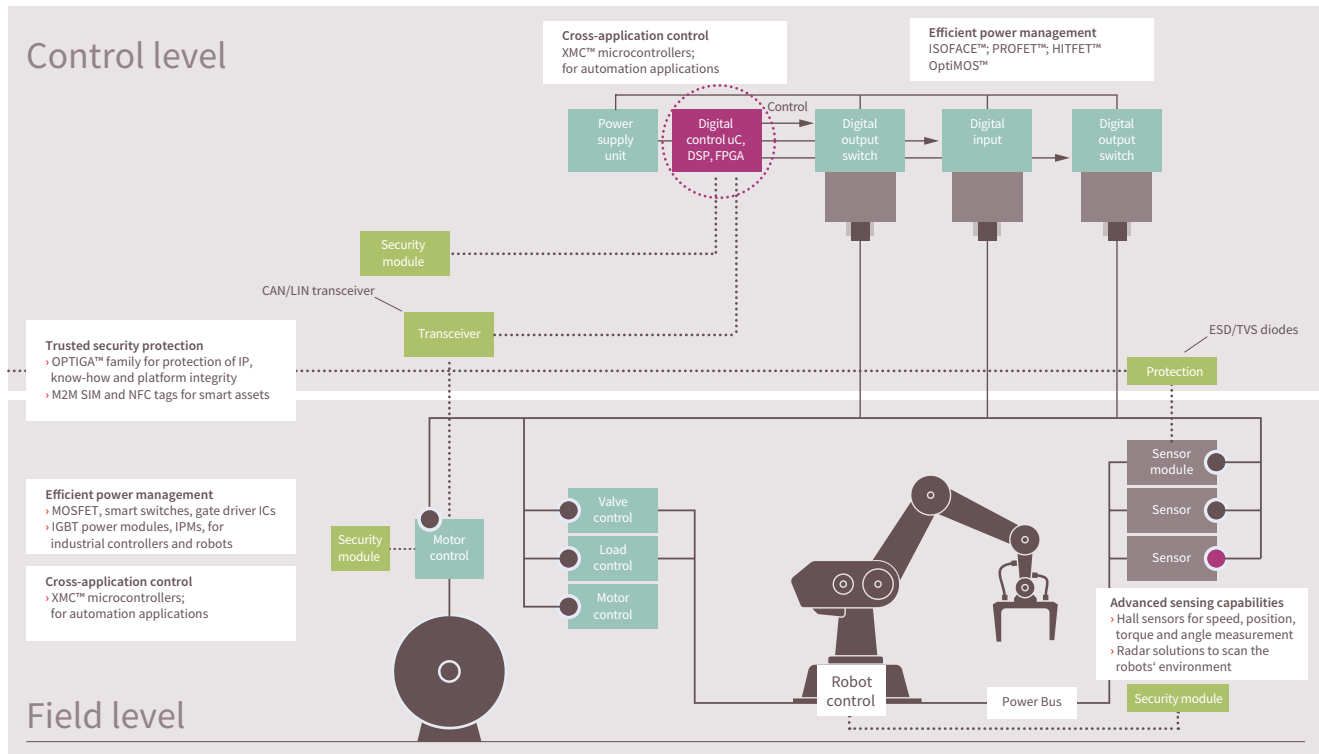 Control level
Cross-application control
XMC™ microcontrollers;
for automation applications
Efficient power management
ISOFACE™; PROFET™; HITFET™
OptiMOS™
Power
supply
unit
Digital
control uC,
DSP, FPGA
Control
Digital
output
switch
Digital
input
Digital
output
switch
Security
module
CAN/LIN transceiver
Transceiver
ESD/TVS diodes
Protection
Trusted security protection
› OPTIGA™ family for protection of IP,
know-how and platform integrity
› M2M SIM and NFC tags for smart assets
Efficient power management
› MOSFET, smart switches, gate driver ICs
› IGBT power modules, IPMs, for
industrial controllers and robots
Cross-application control
› XMC™ microcontrollers;
for automation applications
Security
module
Motor
control
Valve
control
Load
control
Motor
control
Sensor
module
Sensor
Sensor
Advanced sensing capabilities
› Hall sensors for speed, position,
torque and angle measurement
› Radar solutions to scan the
robots‘ environment
Robot
control
Power Bus
Security module
Field level